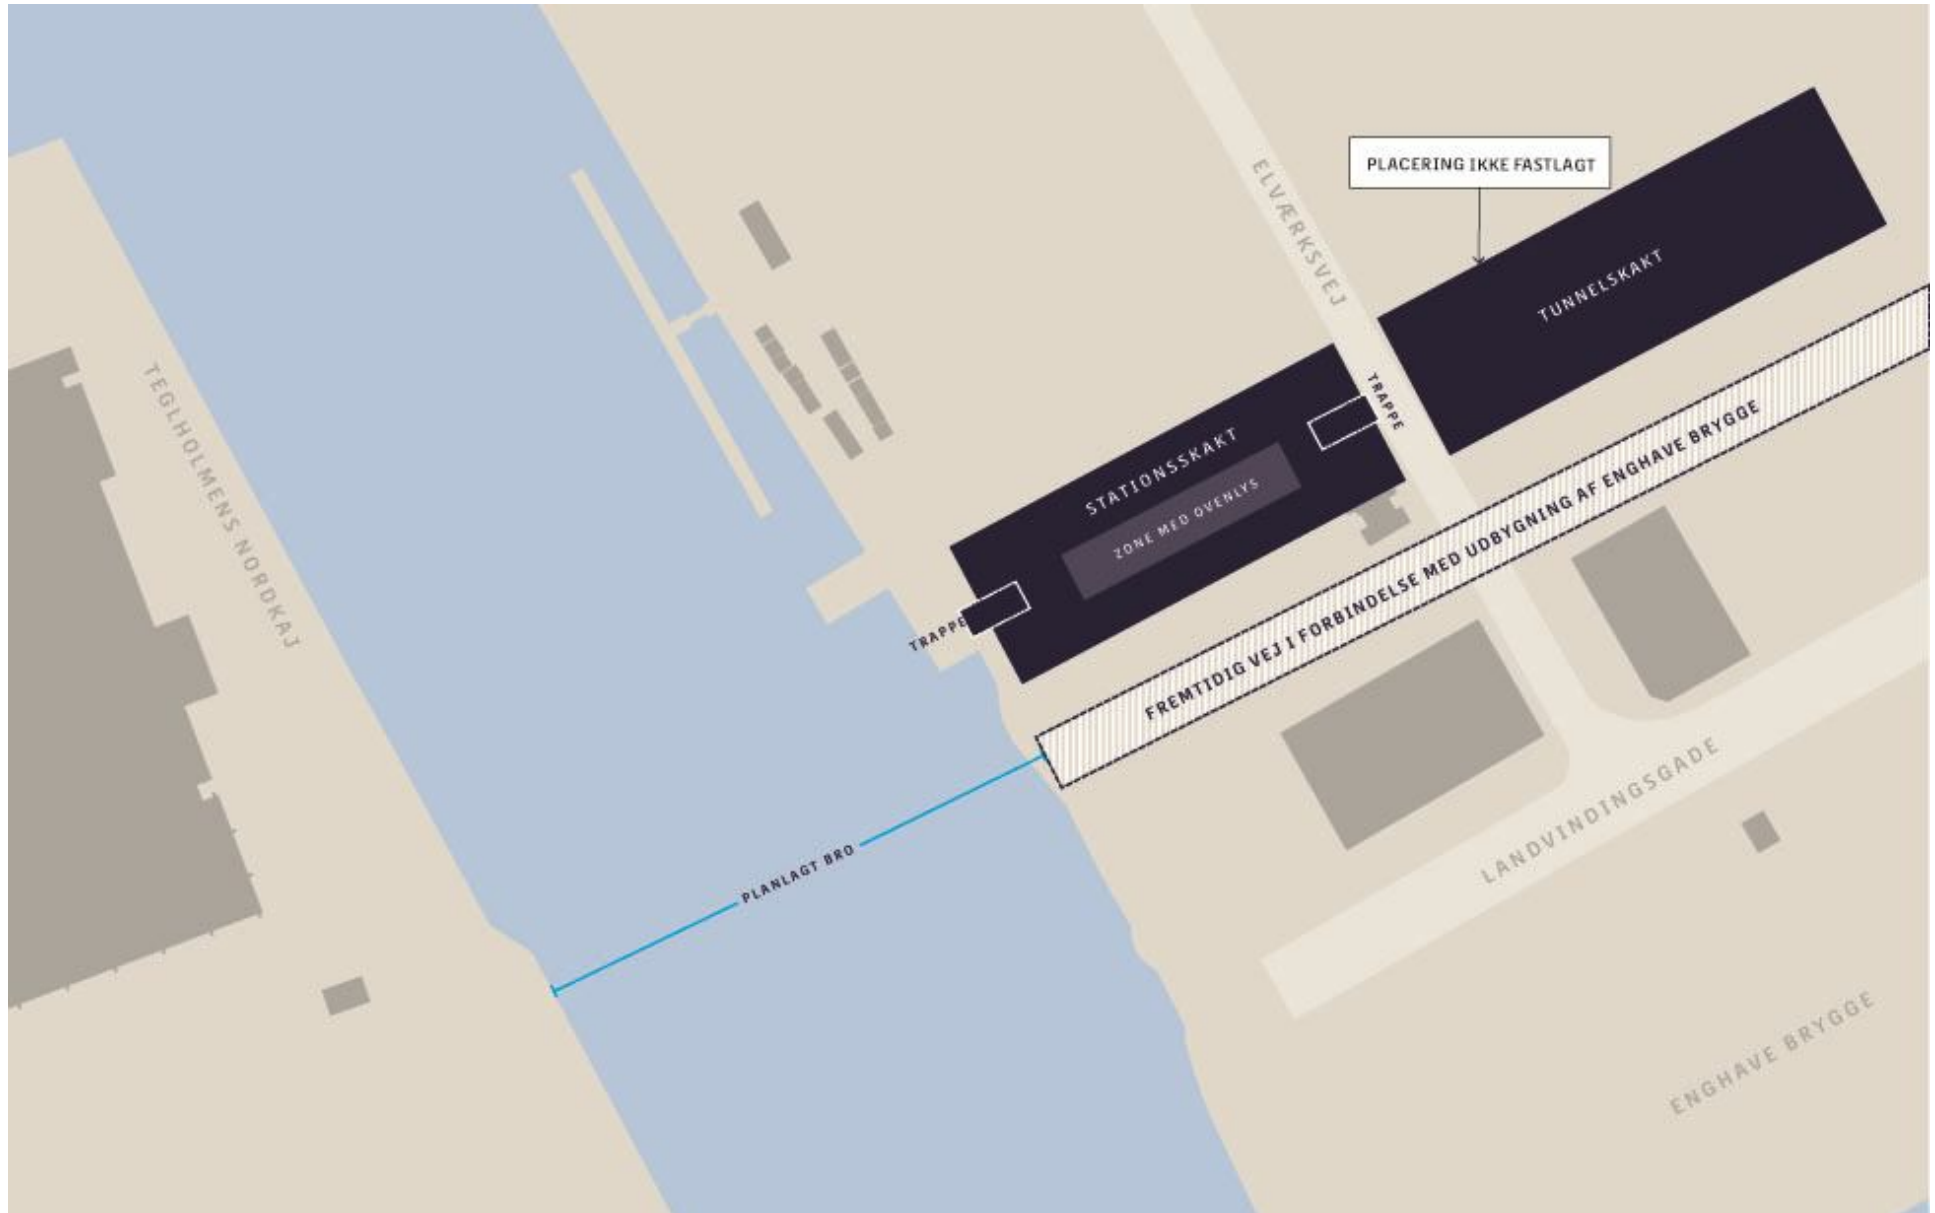 PLACERING IKKE FASTLAGT
ELVÆRKSVEJ
TUNNELSKAKT
TEGLHOLMENS NORDKAJ
TRAPPE
STATIONSSKAKT
ZONE MED OVENLYS
TRAPPE
FREMTIDIG VEJ I FORBINDELSE MED UDBYGNING AF ENGHAVE BRYGGE
PLANLAGT BRO
LANDVINDINGSGADE
ENGHAVE BRYGGE